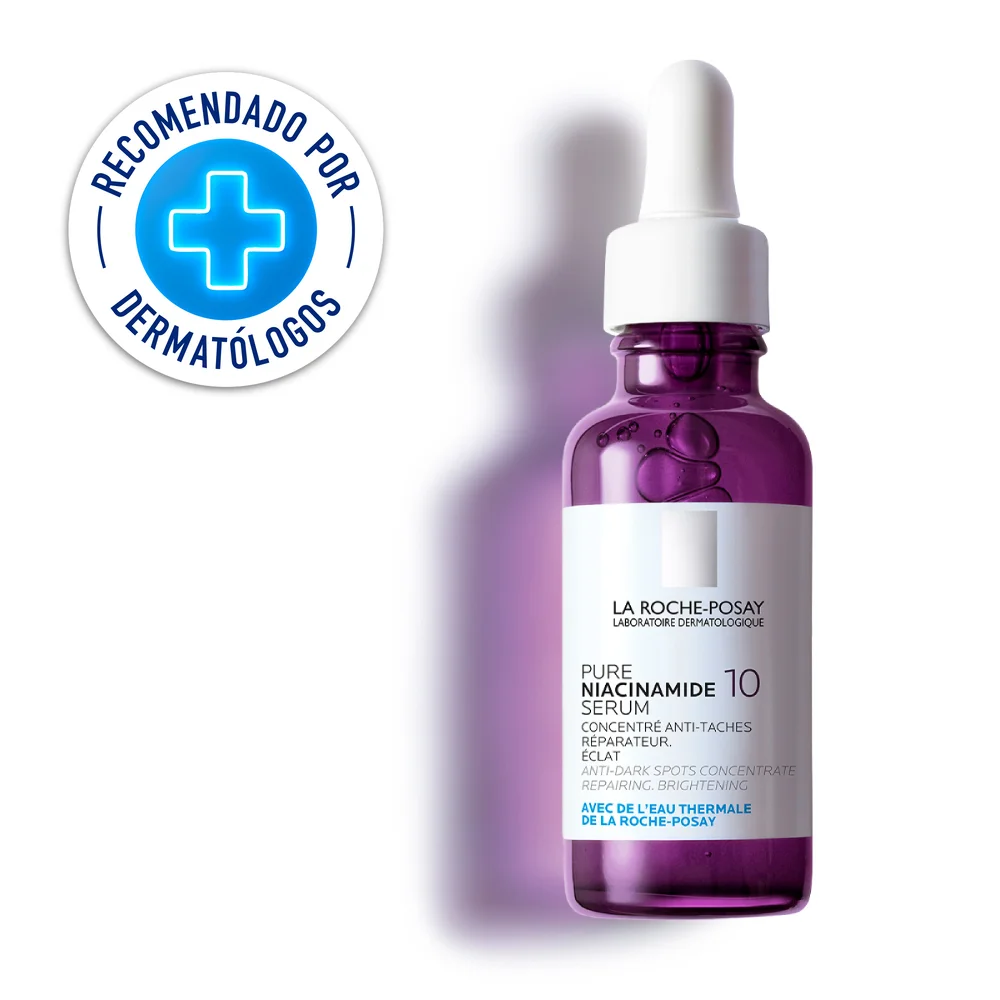 RECOMENDADO POR
DERMATÓLOGOS
LA ROCHE-POSAY
LABORATOIRE DERMATOLOGIQUE
PURE
NIACINAMIDE 10
SERUM
CONCENTRÉ ANTI-TACHES
RÉPARATEUR.
ÉCLAT
ANTI-DARK SPOTS CONCENTRATE
REPAIRING. BRIGHTENING
AVEC DE L'EAU THERMALE
DE LA ROCHE-POSAY